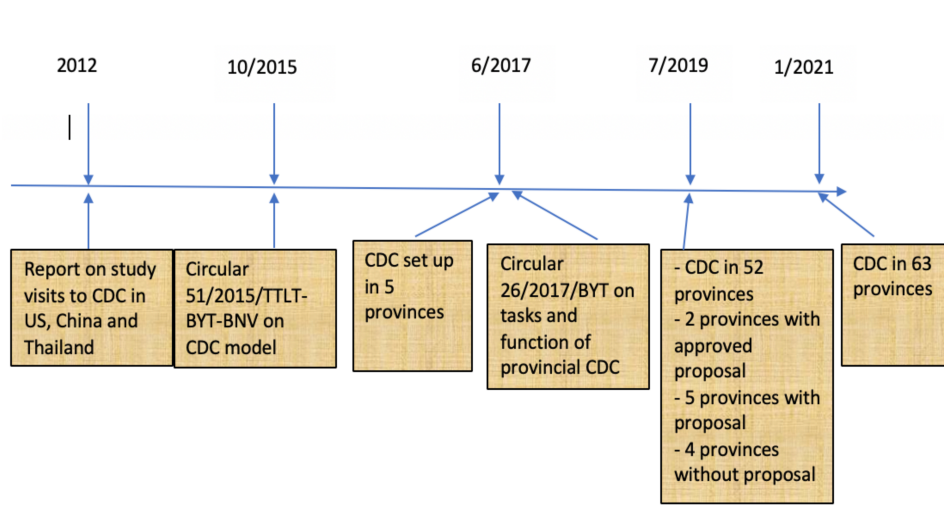 2012
10/2015
6/2017
7/2019
1/2021
Report on study
visits to CDC in
US, China and
Thailand
Circular
51/2015/TTLT-
BYT-BNV on
CDC model
CDC set up
in 5
provinces
Circular
26/2017/BYT on
tasks and
function of
provincial CDC
- CDC in 52
provinces
- 2 provinces with
approved
proposal
- 5 provinces with
proposal
- 4 provinces
without proposal
CDC in 63
provinces